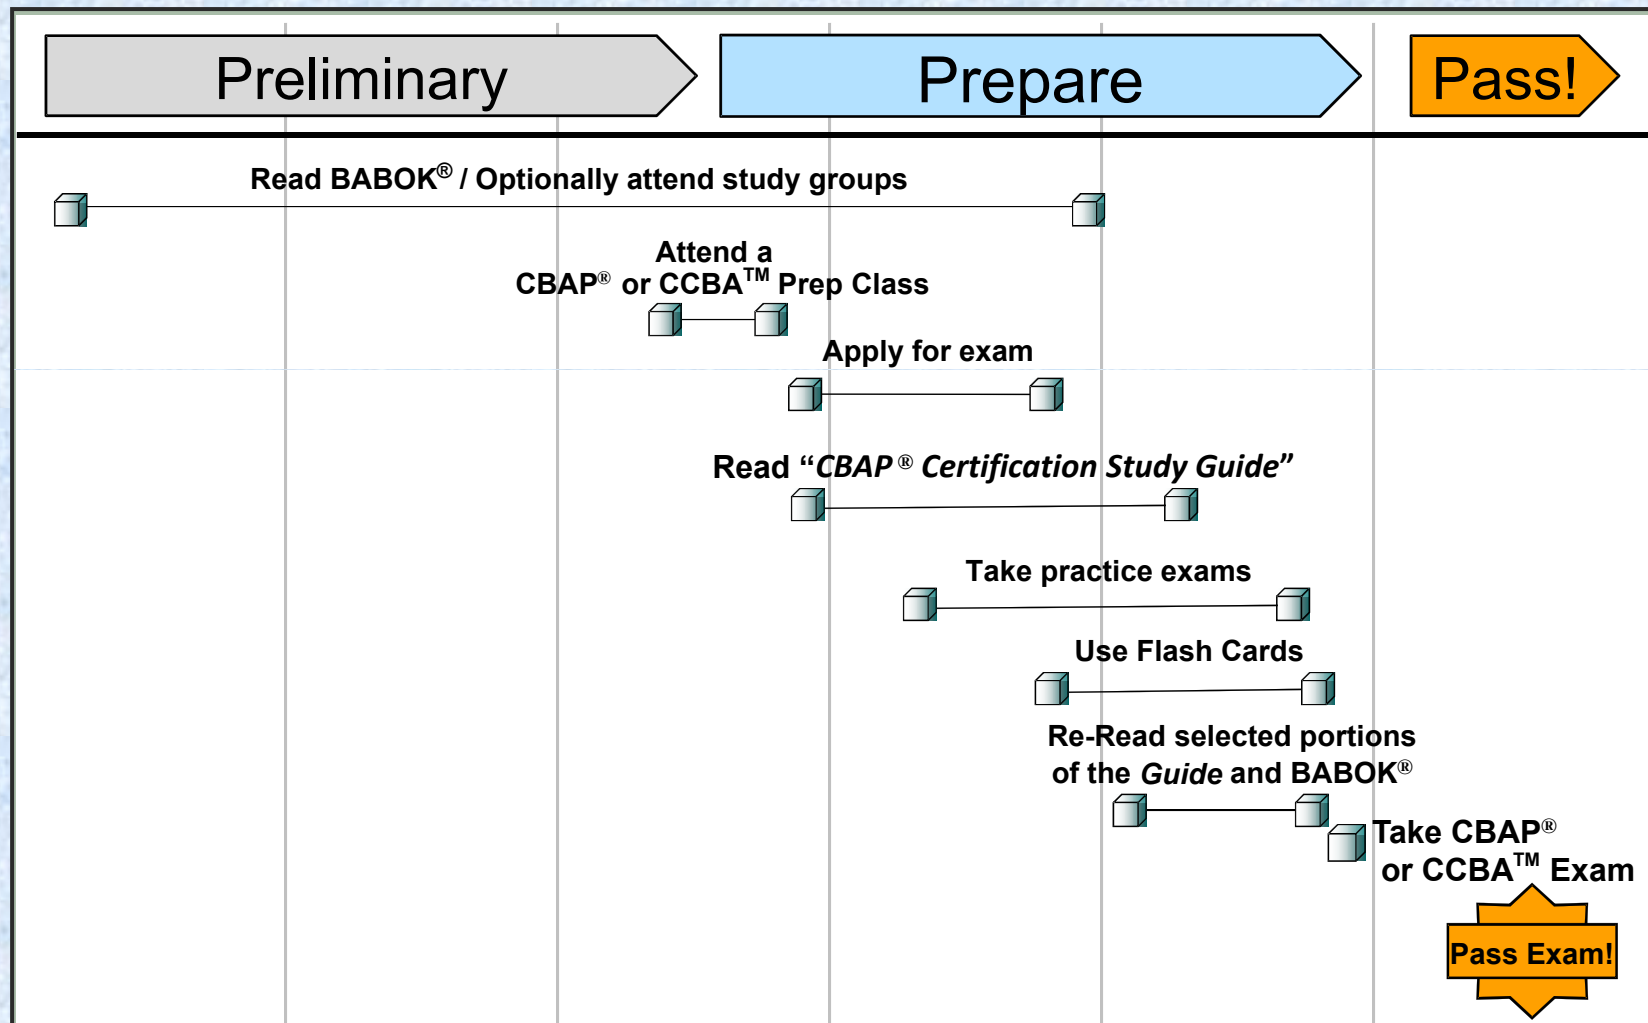 Preliminary
Prepare
Pass!
Read BABOK® / Optionally attend study groups
Attend a
CBAP® or CCBA™ Prep Class
Apply for exam
Read “CBAP ® Certification Study Guide”
Take practice exams
Use Flash Cards
Re-Read selected portions
of the Guide and BABOK®
Take CBAP®
or CCBA™ Exam
Pass Exam!